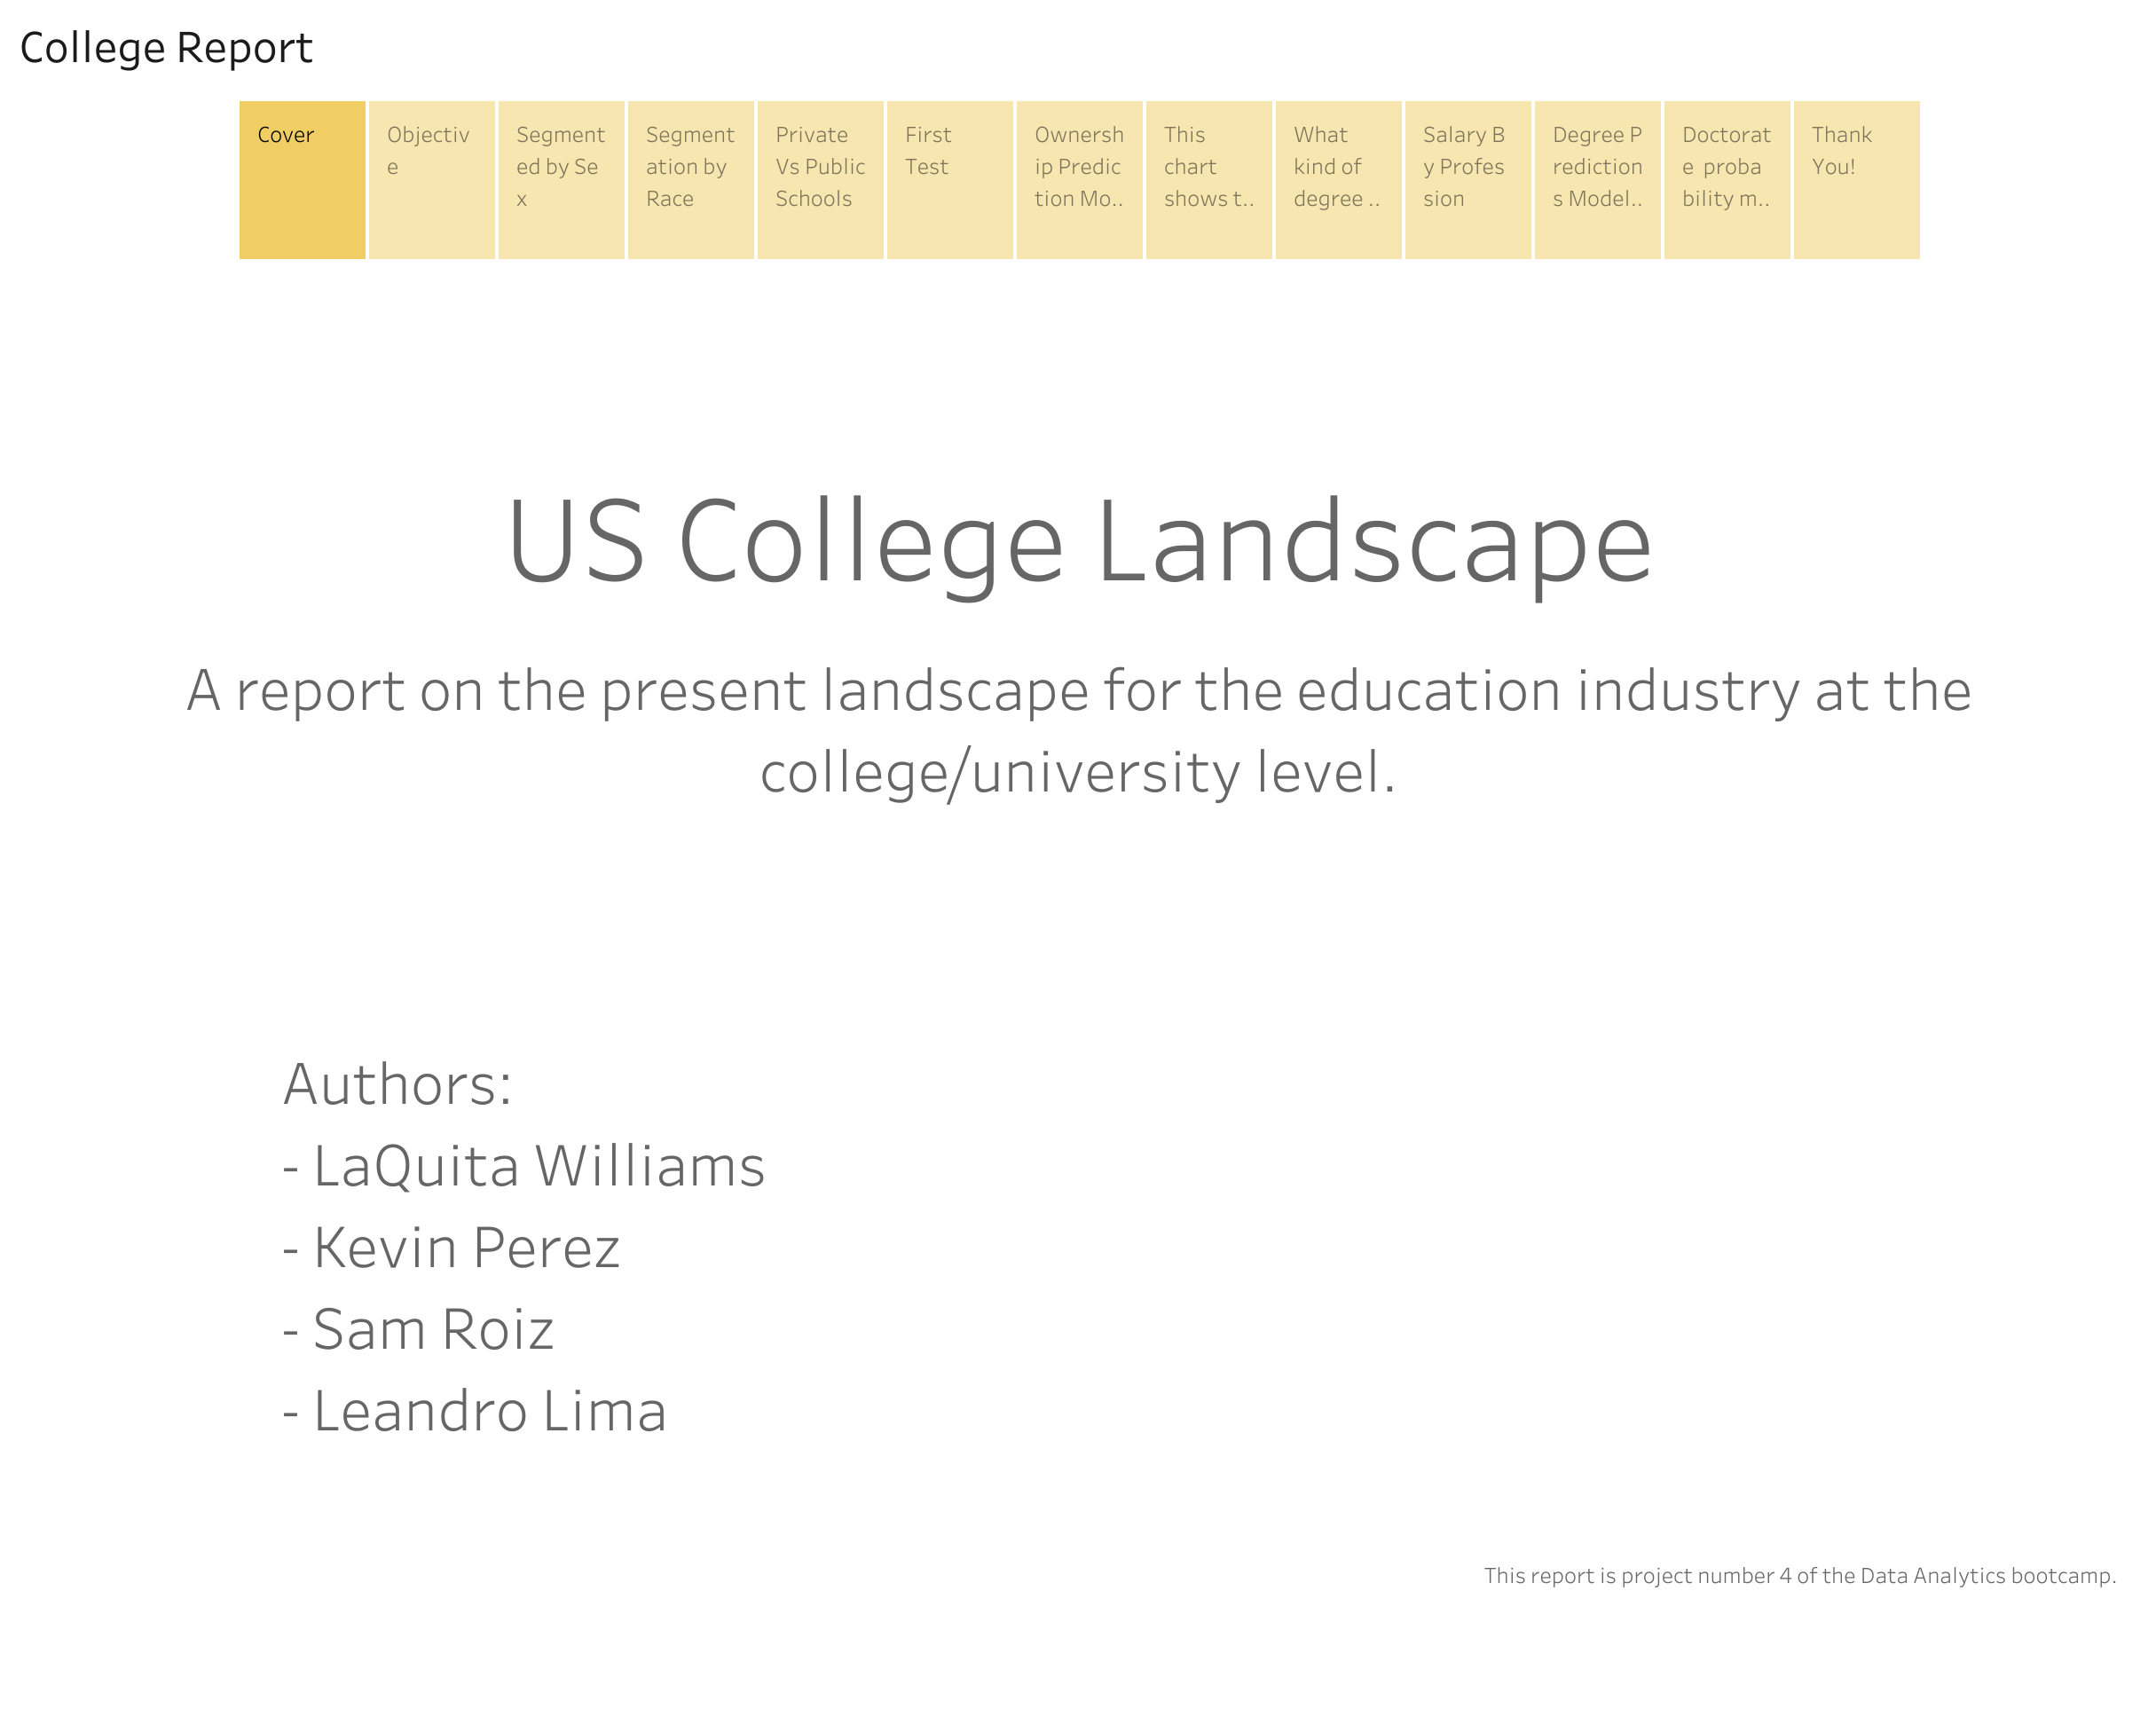 College Report
Cover
Objectiv
e
Segment
ed by Se
x
Segment
ation by
Race
Private
Vs Public
Schools
First
Test
Ownersh
ip Predic
tion Mo..
This
chart
shows t..
What
kind of
degree ..
Salary B
y Profes
sion
Degree P
rediction
s Model..
Doctorat
e proba
bility m..
Thank
You!
US College Landscape
A report on the present landscape for the education industry at the
college/university level.
Authors:
- LaQuita Williams
- Kevin Perez
- Sam Roiz
- Leandro Lima
This report is project number 4 of the Data Analytics bootcamp.